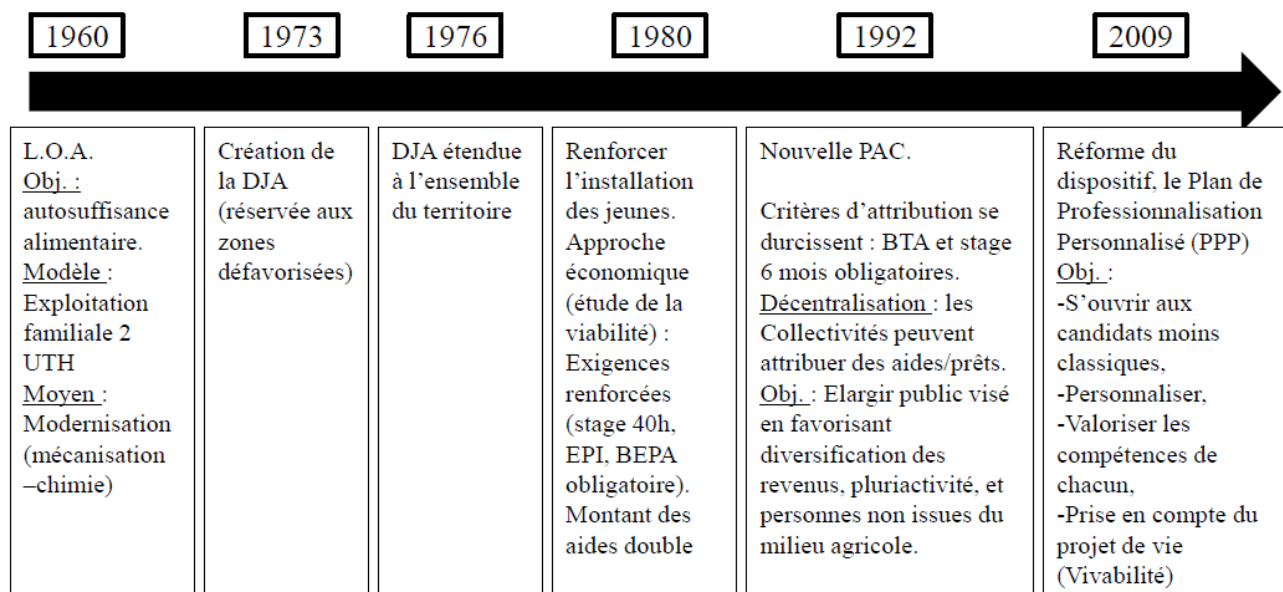 1960
1973
1976
1980
1992
2009
L.O.A.
Obj. :
autosuffisance
alimentaire.
Modèle :
Exploitation
familiale 2
UTH
Moyen :
Modernisation
(mécanisation
–chimie)
Création de
la DJA
(réservée aux
zones
défavorisées)
DJA étendue
à l’ensemble
du territoire
Renforcer
l’installation
des jeunes.
Approche
économique
(étude de la
viabilité) :
Exigences
renforcées
(stage 40h,
EPI, BEPA
obligatoire).
Montant des
aides double
Nouvelle PAC.
Critères d’attribution se
durcissent : BTA et stage
6 mois obligatoires.
Décentralisation : les
Collectivités peuvent
attribuer des aides/prêts.
Obj. : Elargir public visé
en favorisant
diversification des
revenus, pluriactivité, et
personnes non issues du
milieu agricole.
Réforme du
dispositif, le Plan de
Professionnalisation
Personnalisé (PPP)
Obj. :
-S’ouvrir aux
candidats moins
classiques,
-Personnaliser,
-Valoriser les
compétences de
chacun,
-Prise en compte du
projet de vie
(Vivabilité)